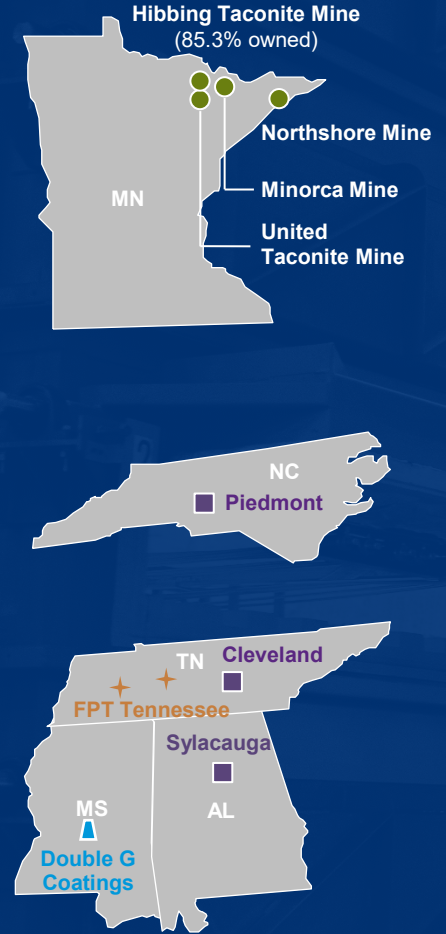 Hibbing Taconite Mine
(85.3% owned)
Northshore Mine
MN
Minorca Mine
United
Taconite Mine
NC
Piedmont
TN
Cleveland
FPT Tennessee
Sylacauga
MS
AL
Double G
Coatings